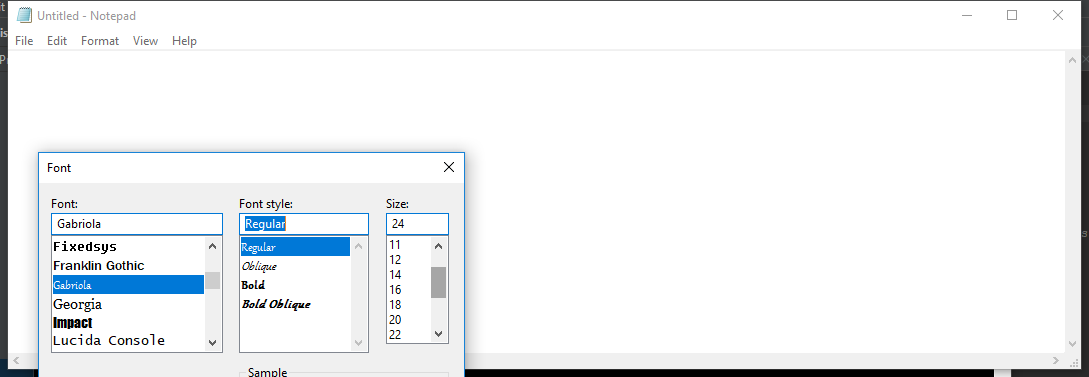 Untitled - Notepad
File Edit Format View Help
Font
Font: Font style: Size:
Gabriola Regular 24
Fixedsys
Franklin Gothic
Gabriola
Georgia
Impact
Lucida Console
Regular
Oblique
Bold
Bold Oblique
11
12
14
16
18
20
22
Sample